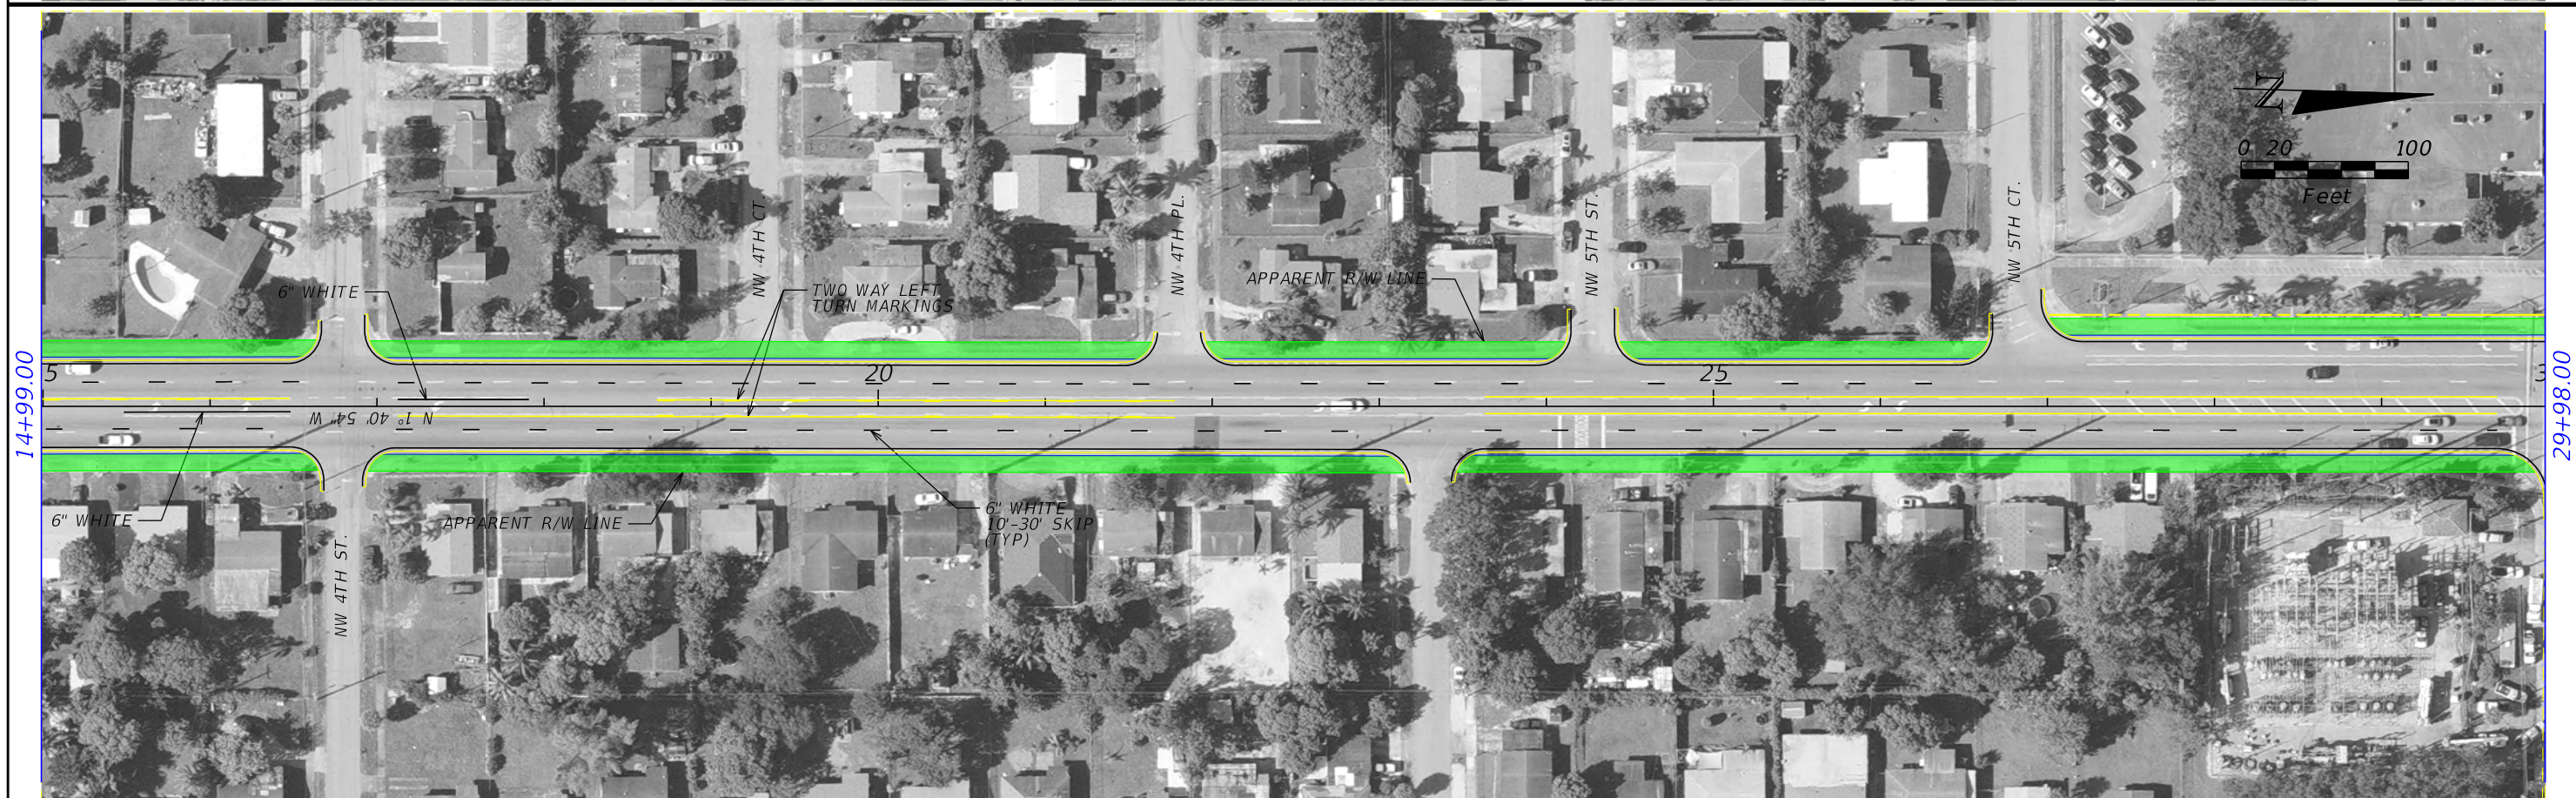 N
0 20 100
Feet
NW 4TH CT.
NW 4TH PL.
NW 5TH ST.
NW 5TH CT.
6" WHITE
TWO WAY LEFT
TURN MARKINGS
APPARENT R/W LINE
14+99.00
5
20
25
3
29+98.00
N 1° 40' 54" W
6" WHITE
APPARENT R/W LINE
6" WHITE
10'-30' SKIP
(TYP)
NW 4TH ST.